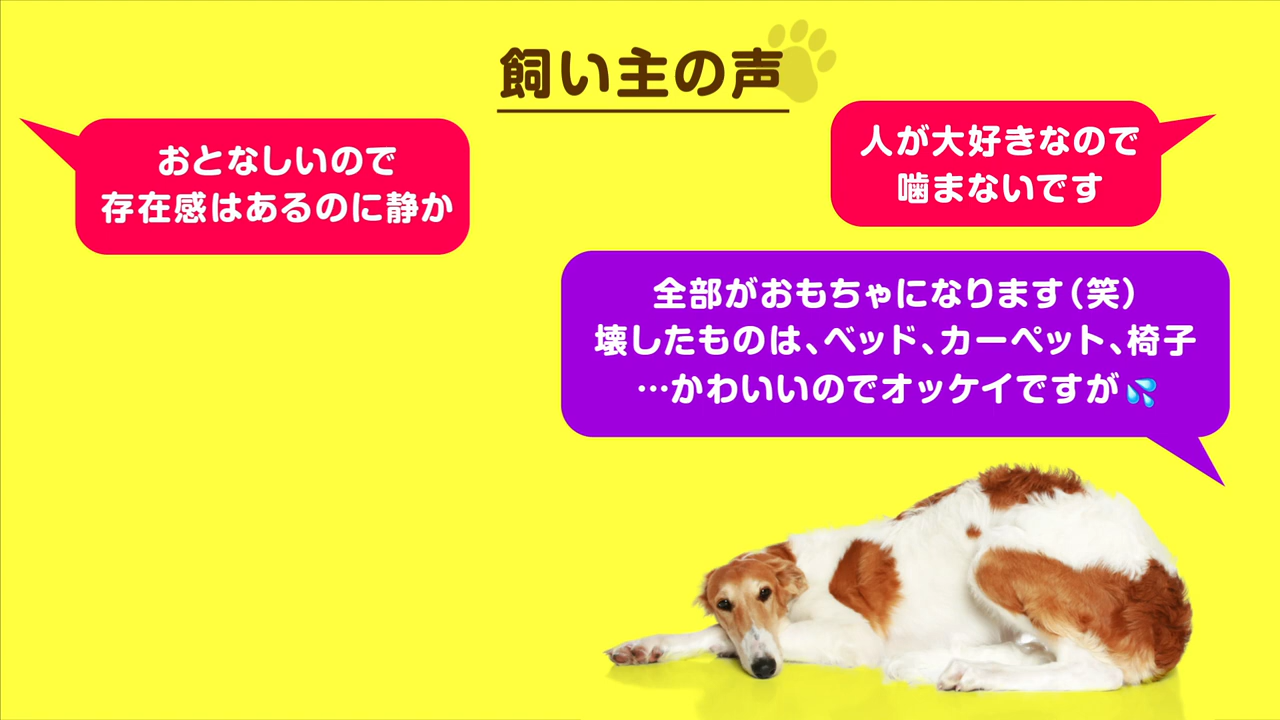 飼い主の声
おとなしいので
存在感はあるのに静か
人が大好きなので
噛まないです
全部がおもちゃになります（笑）
壊したものは、ベッド、カーペット、椅子
…かわいいのでオッケイですが💦